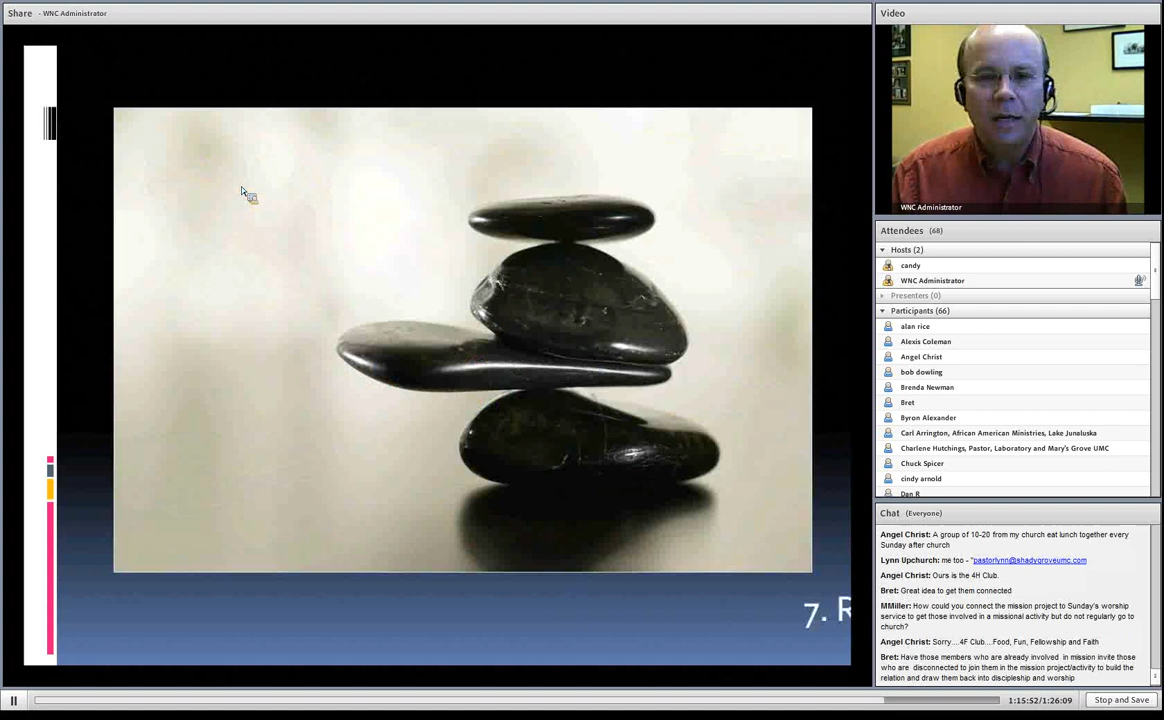 Share - WNC Administrator
7. R
Video
WNC Administrator
Attendees (68)
Hosts (2)
candy
WNC Administrator
Presenters (0)
Participants (66)
alan rice
Alexis Coleman
Angel Christ
bob dowling
Brenda Newman
Bret
Byron Alexander
Carl Arrington, African American Ministries, Lake Junaluska
Charlene Hutchings, Pastor, Laboratory and Mary's Grove UMC
Chuck Spicer
cindy arnold
Dan R
Chat (Everyone)
Angel Christ: A group of 10-20 from my church eat lunch together every
Sunday after church
Lynn Upchurch: me too - "pastorlynn@shadygroveumc.com
Angel Christ: Ours is the 4H Club.
Bret: Great idea to get them connected
MMiller: How could you connect the mission project to Sunday's worship
service to get those involved in a missional activity but do not regularly go to
church?
Angel Christ: Sorry....4F Club....Food, Fun, Fellowship and Faith
Bret: Have those members who are already involved in mission invite those
who are disconnected to join them in the mission project/activity to build the
relation and draw them back into discipleship and worship
1:15:52/1:26:09
Stop and Save